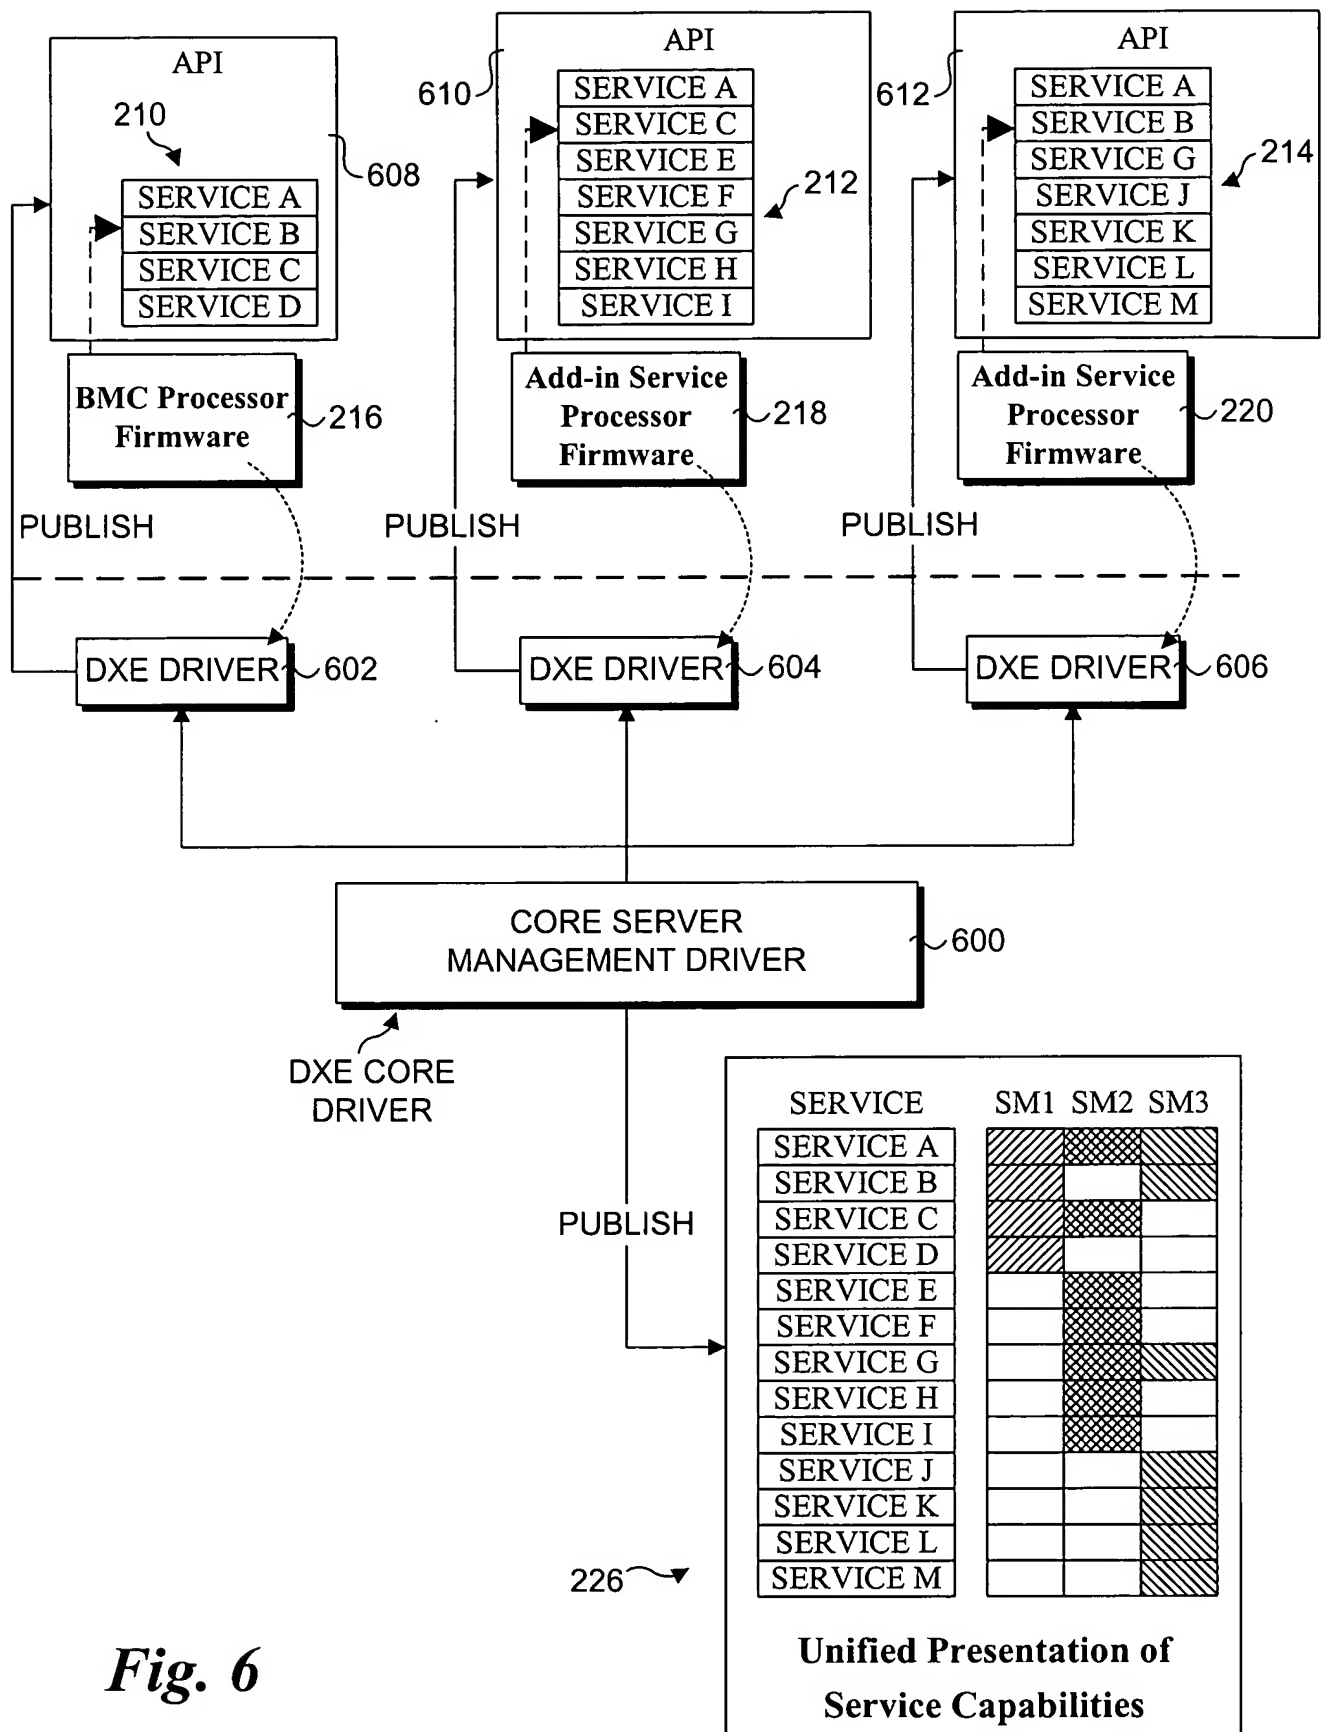 API
210
608
SERVICE A
SERVICE B
SERVICE C
SERVICE D
BMC Processor
Firmware
216
PUBLISH
DXE DRIVER
602
API
610
SERVICE A
SERVICE C
SERVICE E
SERVICE F
SERVICE G
SERVICE H
SERVICE I
212
Add-in Service
Processor
Firmware
218
PUBLISH
DXE DRIVER
604
API
612
SERVICE A
SERVICE B
SERVICE G
SERVICE J
SERVICE K
SERVICE L
SERVICE M
214
Add-in Service
Processor
Firmware
220
PUBLISH
DXE DRIVER
606
CORE SERVER
MANAGEMENT DRIVER
600
DXE CORE
DRIVER
PUBLISH
SERVICE SM1 SM2 SM3
SERVICE A
SERVICE B
SERVICE C
SERVICE D
SERVICE E
SERVICE F
SERVICE G
SERVICE H
SERVICE I
SERVICE J
SERVICE K
SERVICE L
SERVICE M
226
Unified Presentation of
Service Capabilities
Fig. 6